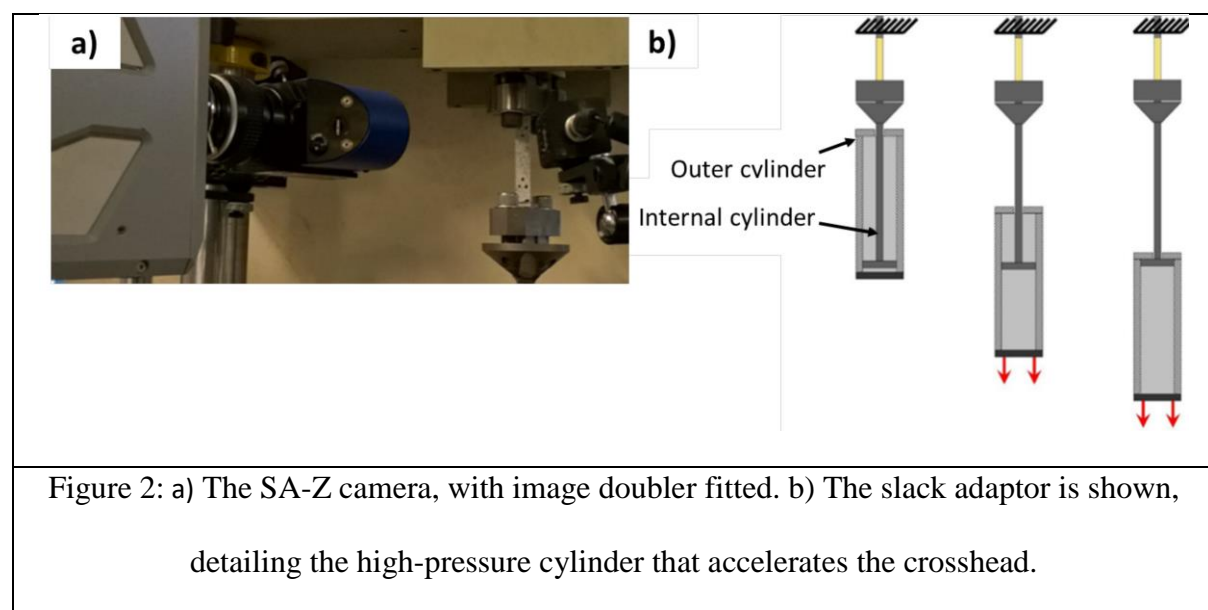 a)
b)
Outer cylinder
Internal cylinder
Figure 2: a) The SA-Z camera, with image doubler fitted. b) The slack adaptor is shown,
detailing the high-pressure cylinder that accelerates the crosshead.